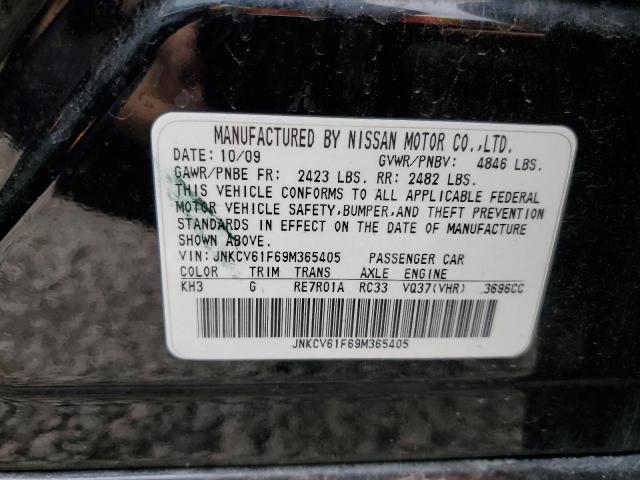 MANUFACTURED BY NISSAN MOTOR CO.,LTD.
DATE: 10/09 GVWR/PNBV: 4846 LBS.
GAWR/PNBE FR: 2423 LBS. RR: 2482 LBS.
THIS VEHICLE CONFORMS TO ALL APPLICABLE FEDERAL
MOTOR VEHICLE SAFETY,BUMPER,AND THEFT PREVENTION
STANDARDS IN EFFECT ON THE DATE OF MANUFACTURE
SHOWN ABOVE.
VIN: JNKCV61F69M365405 PASSENGER CAR
COLOR TRIM TRANS AXLE ENGINE
KH3 G RE7R01A RC33 VQ37(VHR) 3696CC
JNKCV61F69M365405